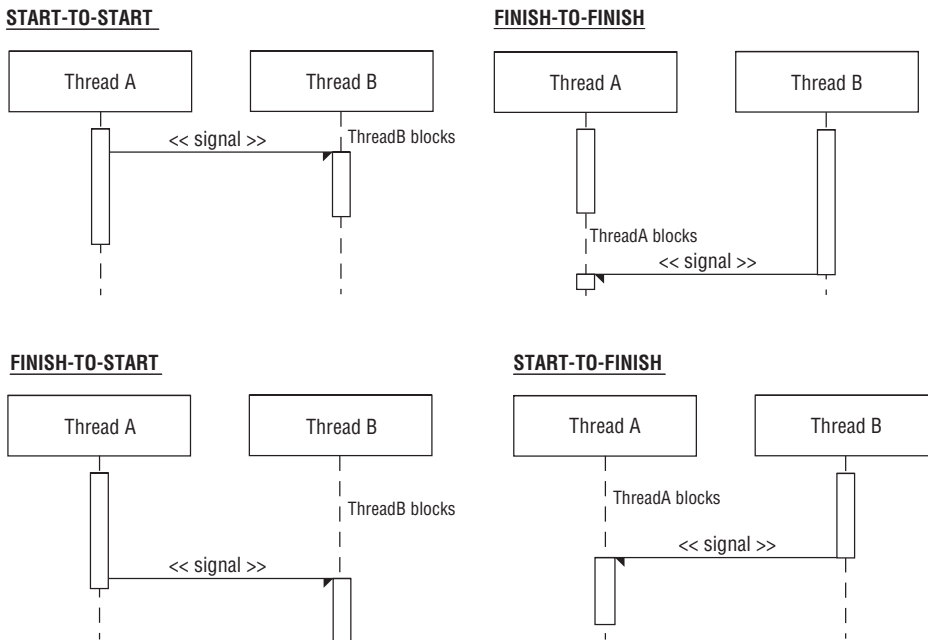 START-TO-START
Thread A
Thread B
<< signal >>
ThreadB blocks
FINISH-TO-FINISH
Thread A
Thread B
ThreadA blocks
<< signal >>
FINISH-TO-START
Thread A
Thread B
ThreadB blocks
<< signal >>
START-TO-FINISH
Thread A
Thread B
ThreadA blocks
<< signal >>